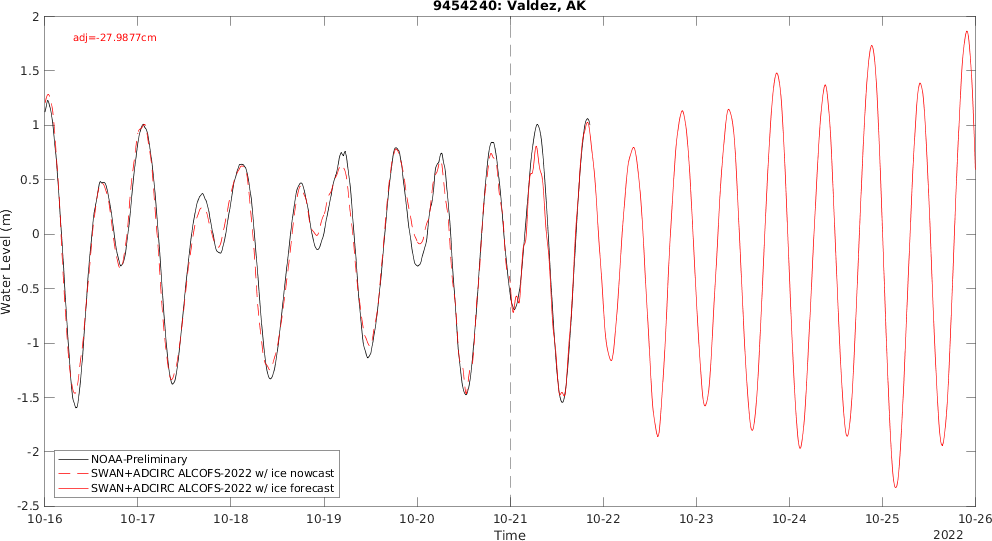 9454240: Valdez, AK
adj=-27.9877cm
Water Level (m)
2
1.5
1
0.5
0
-0.5
-1
-1.5
-2
-2.5
NOAA-Preliminary
SWAN+ADCIRC ALCOFS-2022 w/ ice nowcast
SWAN+ADCIRC ALCOFS-2022 w/ ice forecast
10-16 10-17 10-18 10-19 10-20 10-21 10-22 10-23 10-24 10-25 10-26
Time
2022